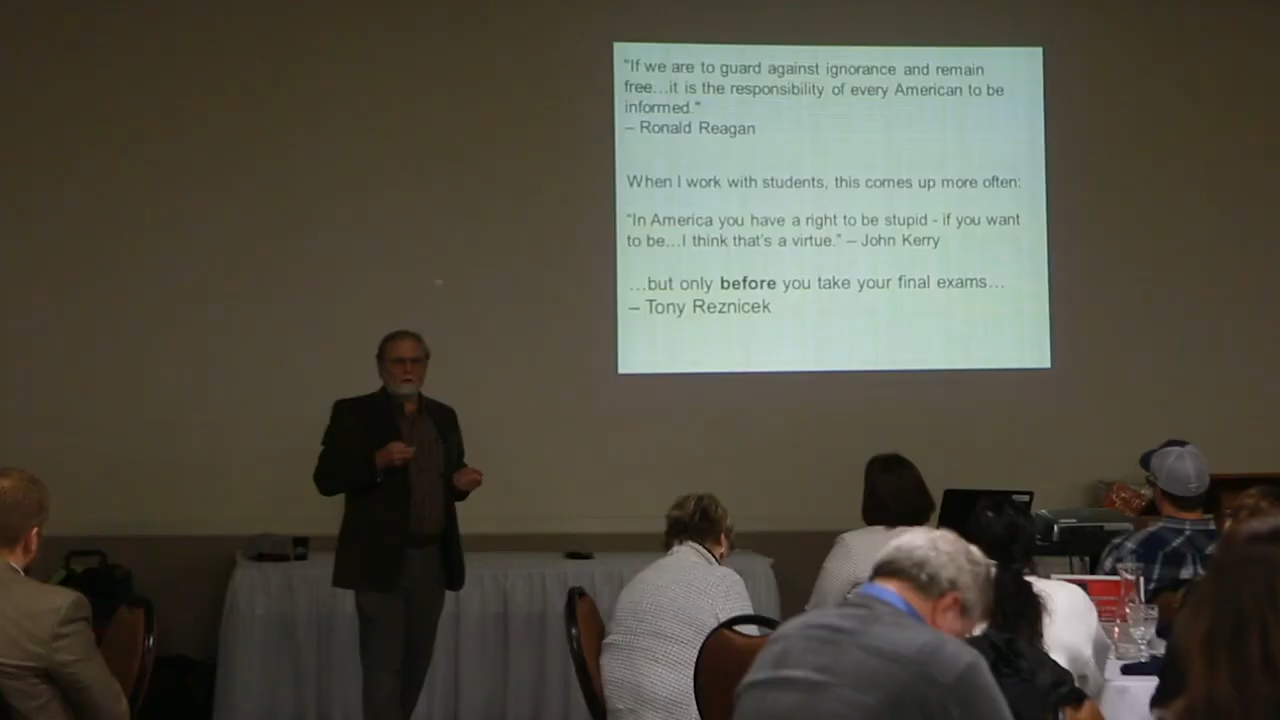 "If we are to guard against ignorance and remain
free...it is the responsibility of every American to be
informed."
– Ronald Reagan
When I work with students, this comes up more often:
"In America you have a right to be stupid - if you want
to be...I think that's a virtue." – John Kerry
...but only before you take your final exams...
– Tony Reznicek